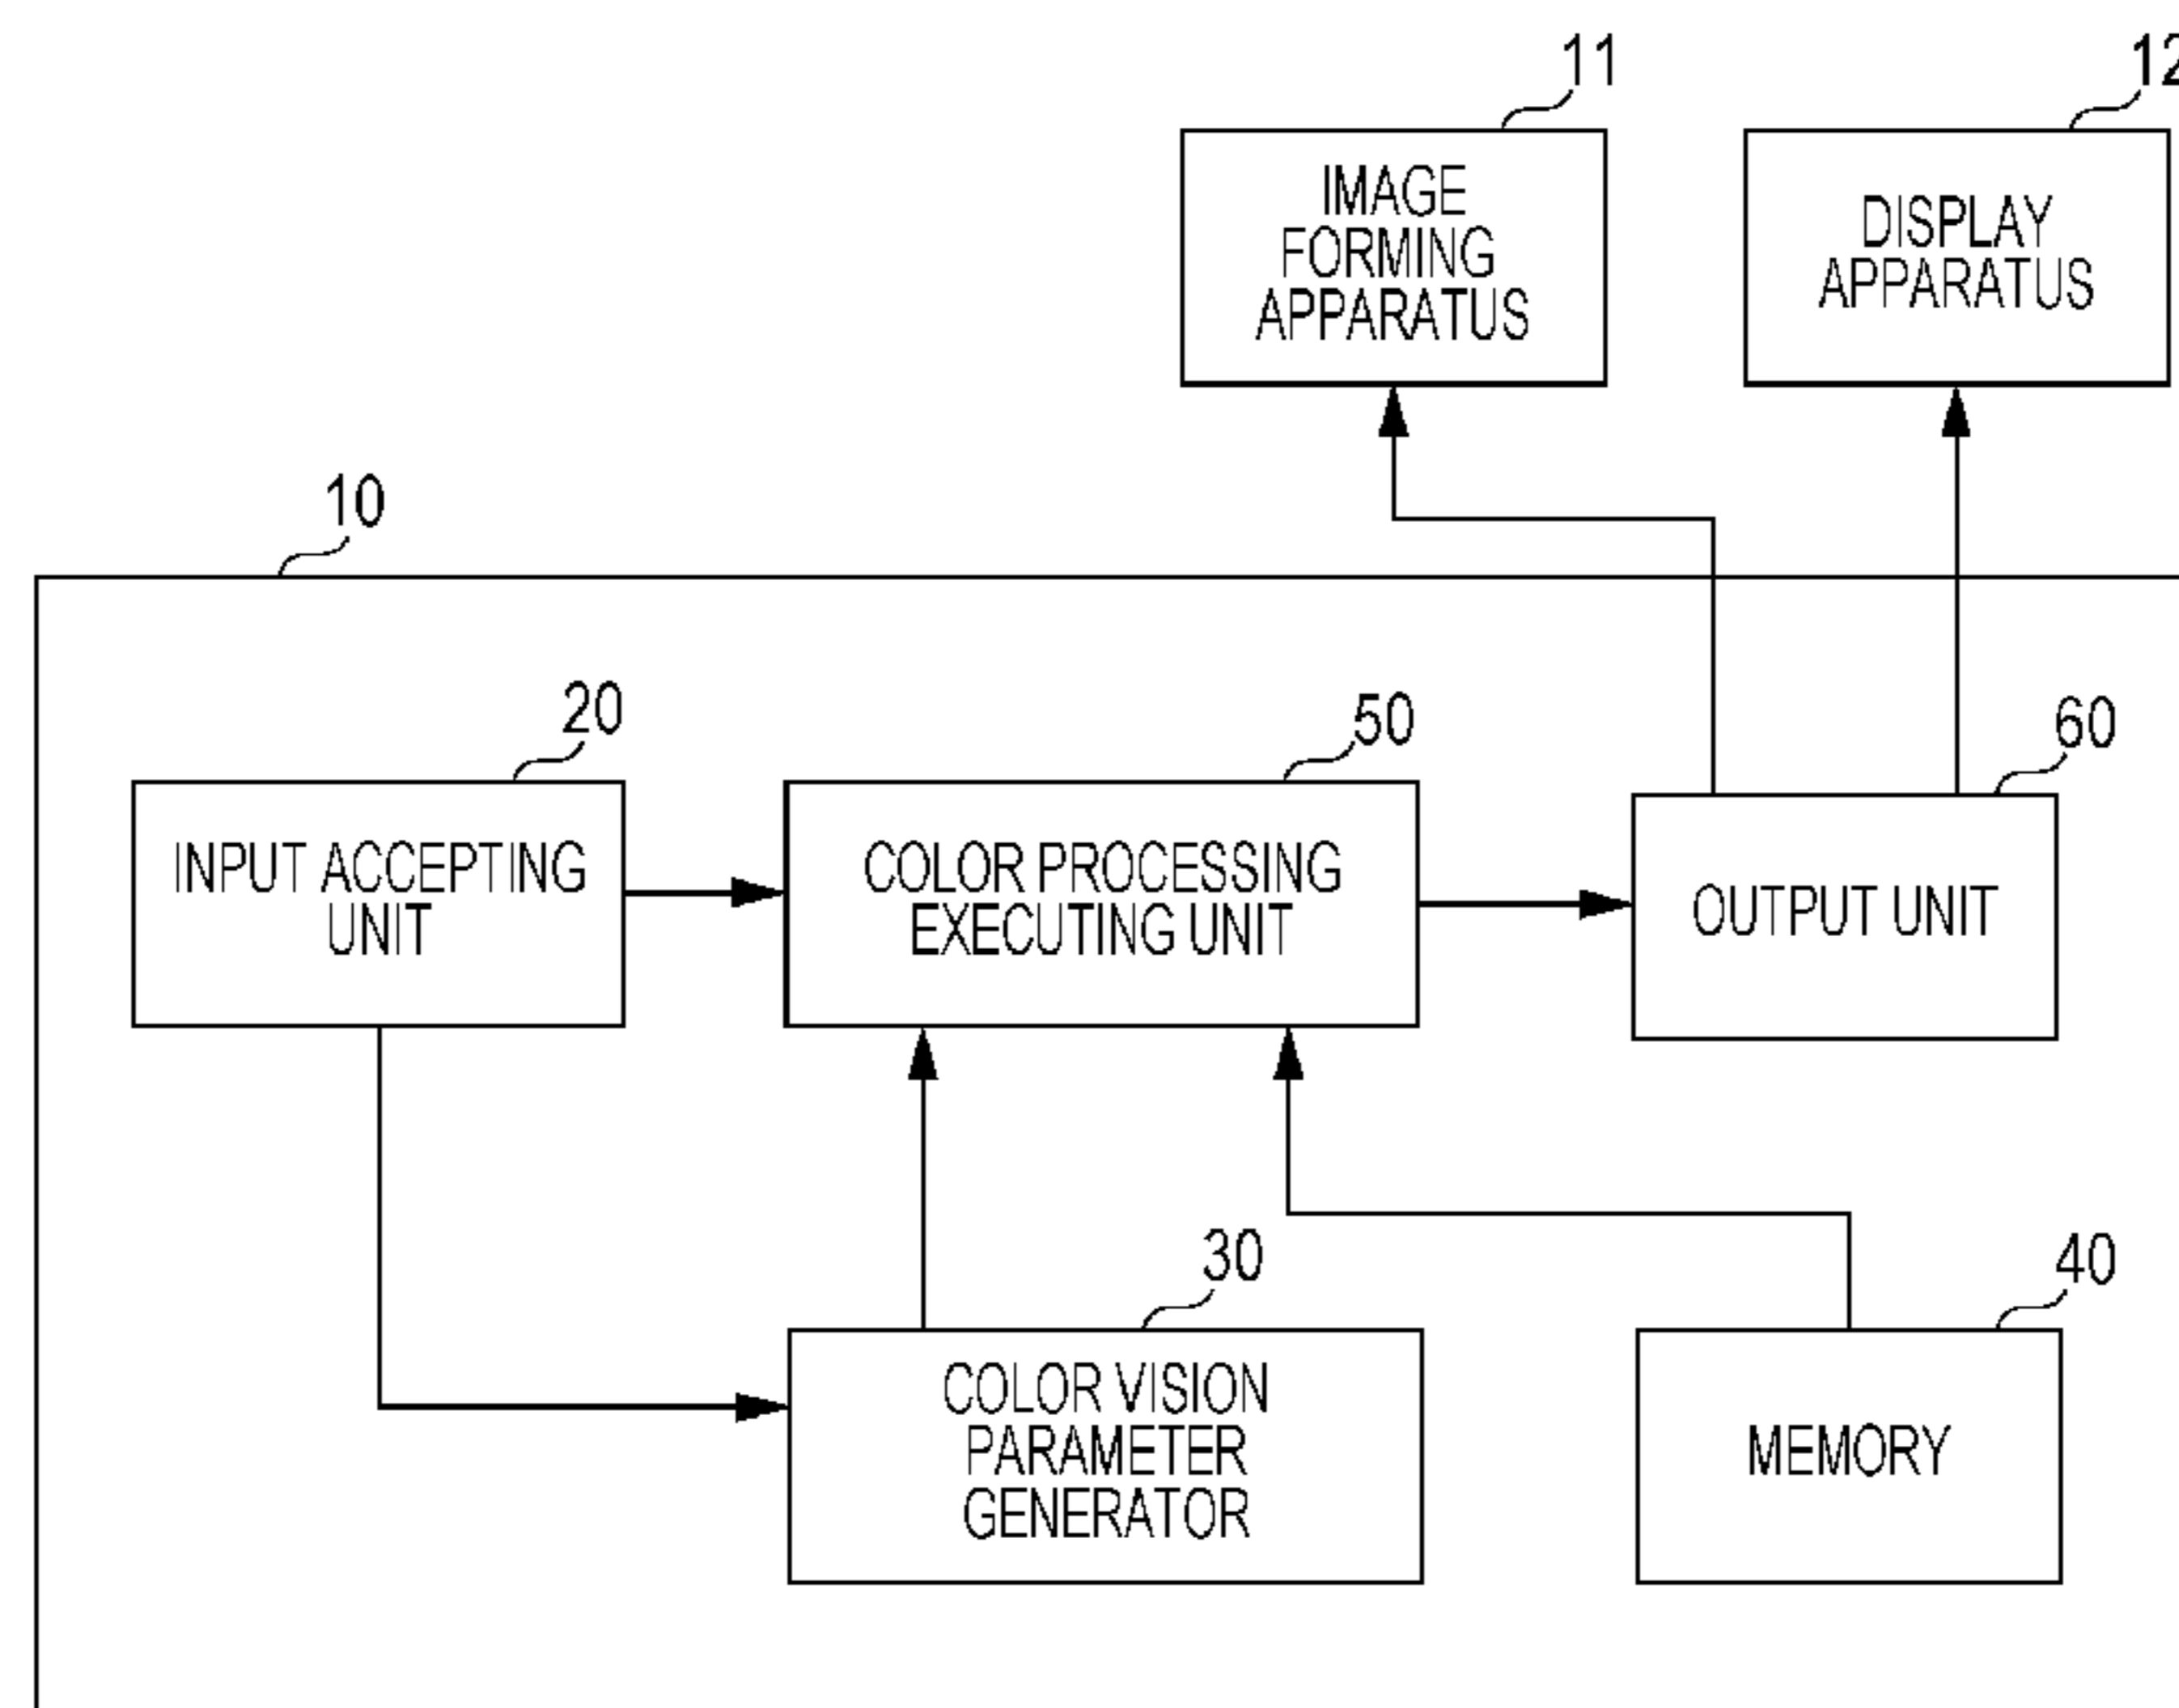 11
12
IMAGE
FORMING
APPARATUS
DISPLAY
APPARATUS
10
20
50
60
INPUT ACCEPTING
UNIT
COLOR PROCESSING
EXECUTING UNIT
OUTPUT UNIT
30
40
COLOR VISION
PARAMETER
GENERATOR
MEMORY